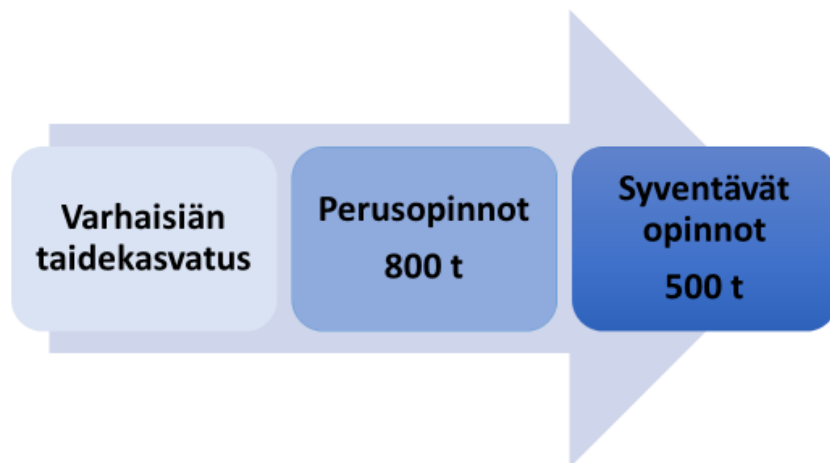 Varhaisiän
taidekasvatus
Perusopinnot
800 t
Syventävät
opinnot
500 t